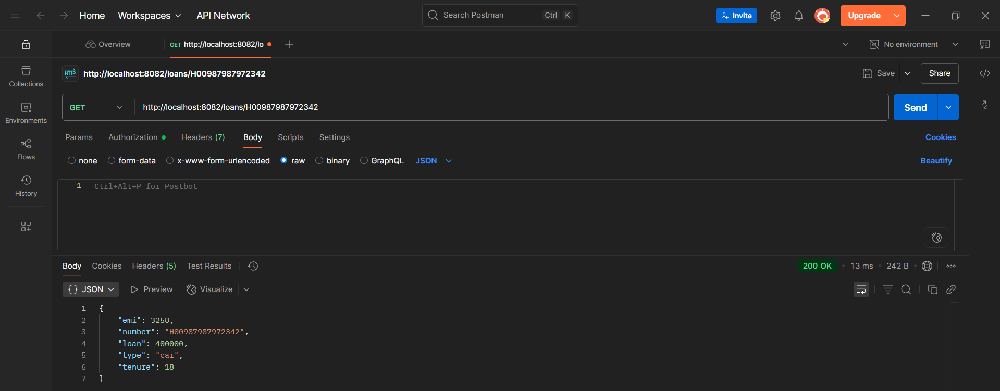 Home Workspaces API Network Search Postman Ctrl K Invite Upgrade
Overview GET http://localhost:8082/lo No environment
Collections
Environments
Flows
History
HTTP http://localhost:8082/loans/H00987987972342 Save Share
GET http://localhost:8082/loans/H00987987972342 Send
Params Authorization Headers (7) Body Scripts Settings Cookies
none form-data x-www-form-urlencoded raw binary GraphQL JSON Beautify
1 Ctrl+Alt+P for Postbot
Body Cookies Headers (5) Test Results 200 OK • 13 ms • 242 B
{} JSON Preview Visualize
1 {
2 "emi": 3258,
3 "number": "H00987987972342",
4 "loan": 400000,
5 "type": "car",
6 "tenure": 18
7 }